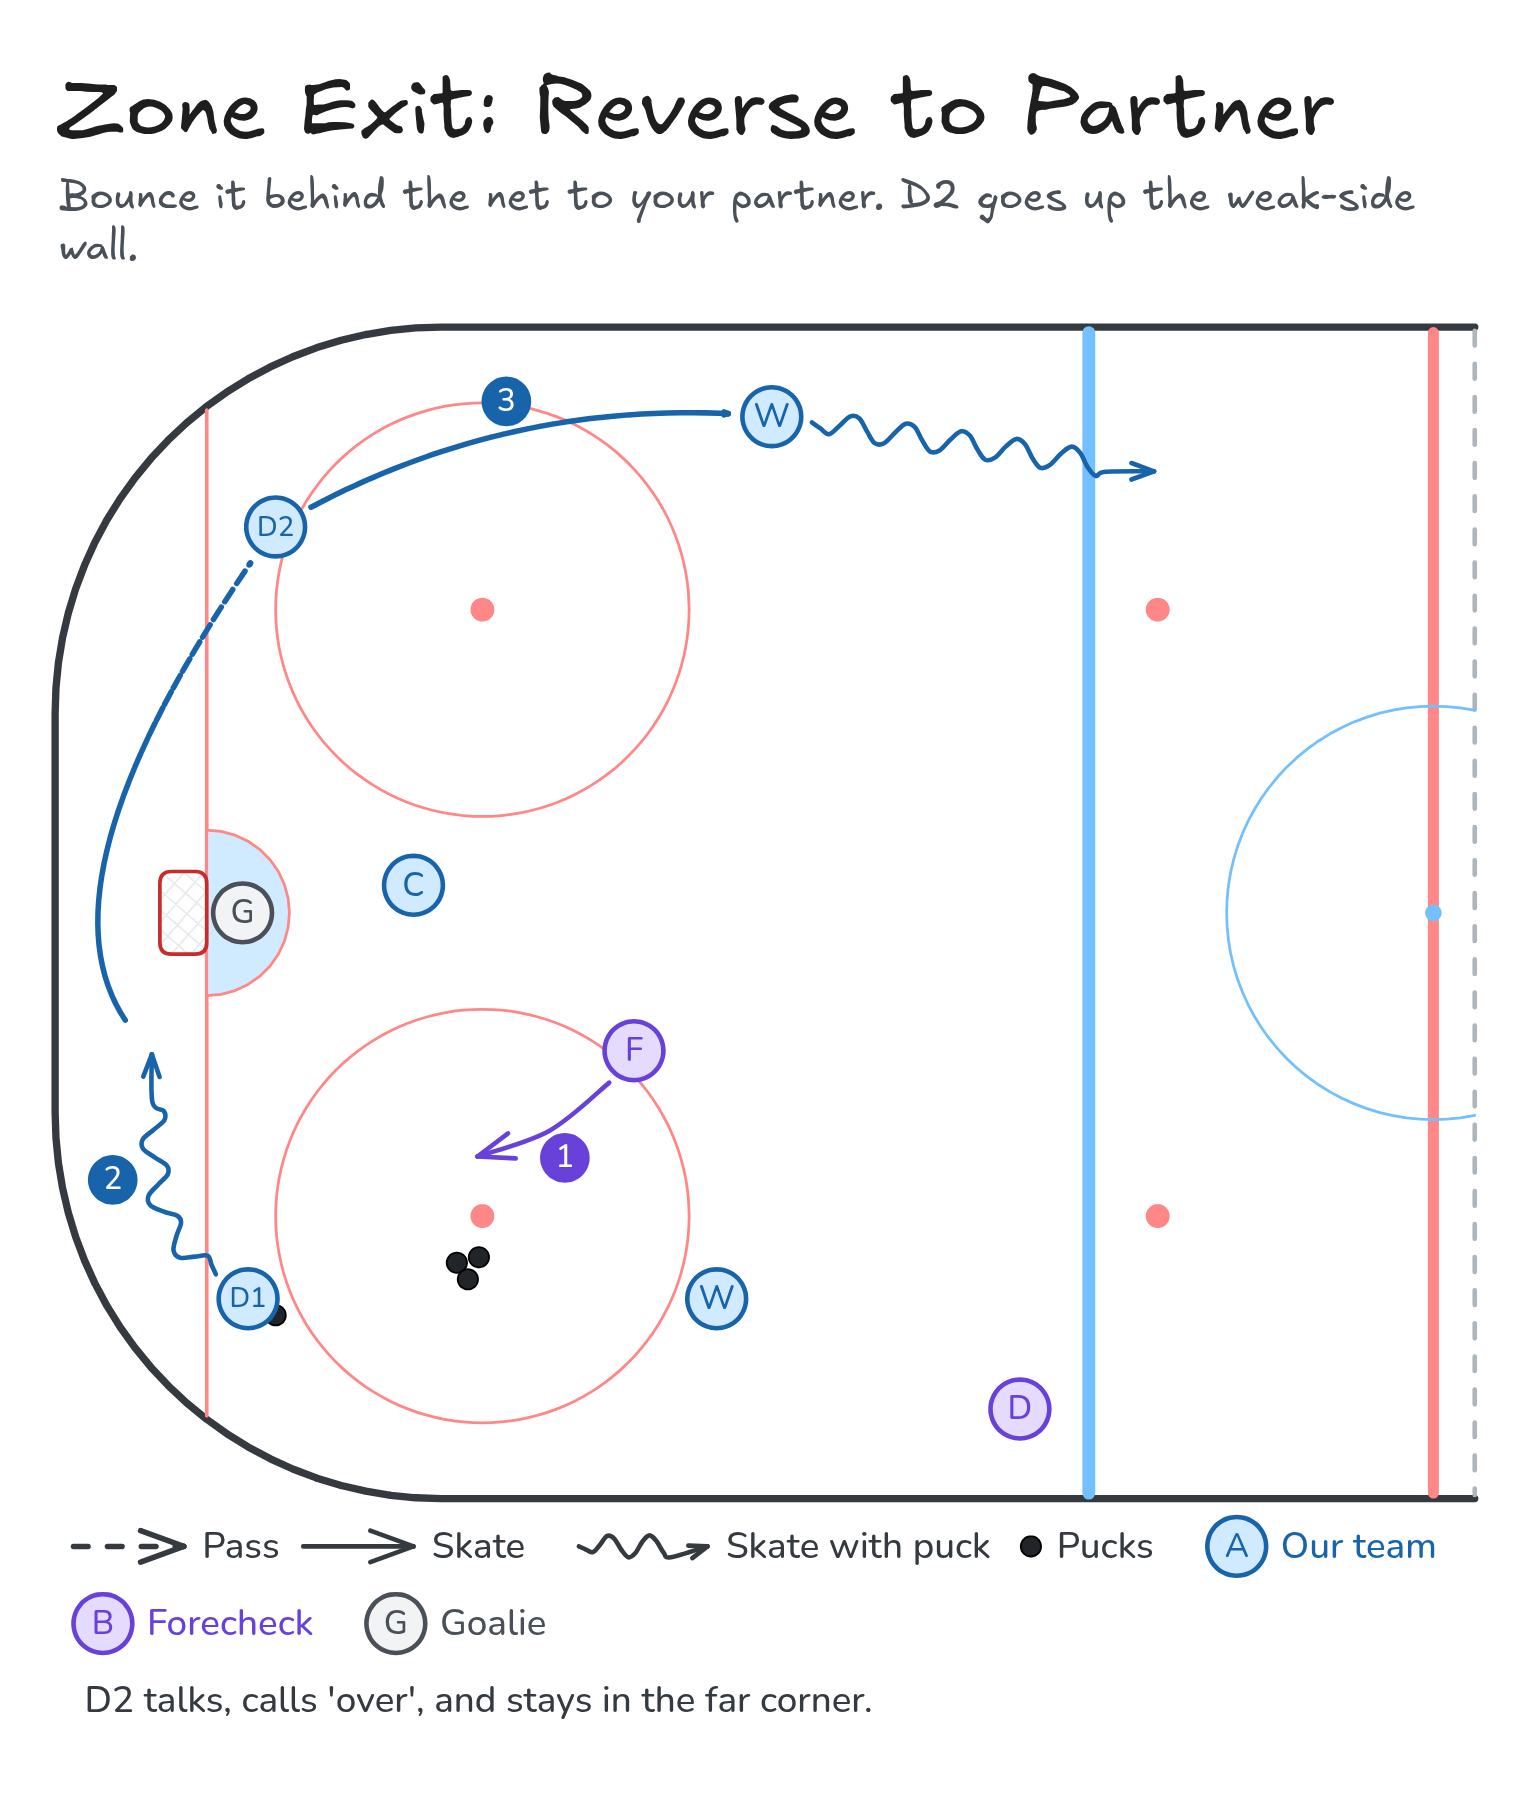 Zone Exit: Reverse to Partner
Bounce it behind the net to your partner. D2 goes up the weak-side
wall.
3
W
D2
C
G
F
1
2
D1
W
D
Pass
Skate
Skate with puck
Pucks
A Our team
B Forecheck
G Goalie
D2 talks, calls 'over', and stays in the far corner.